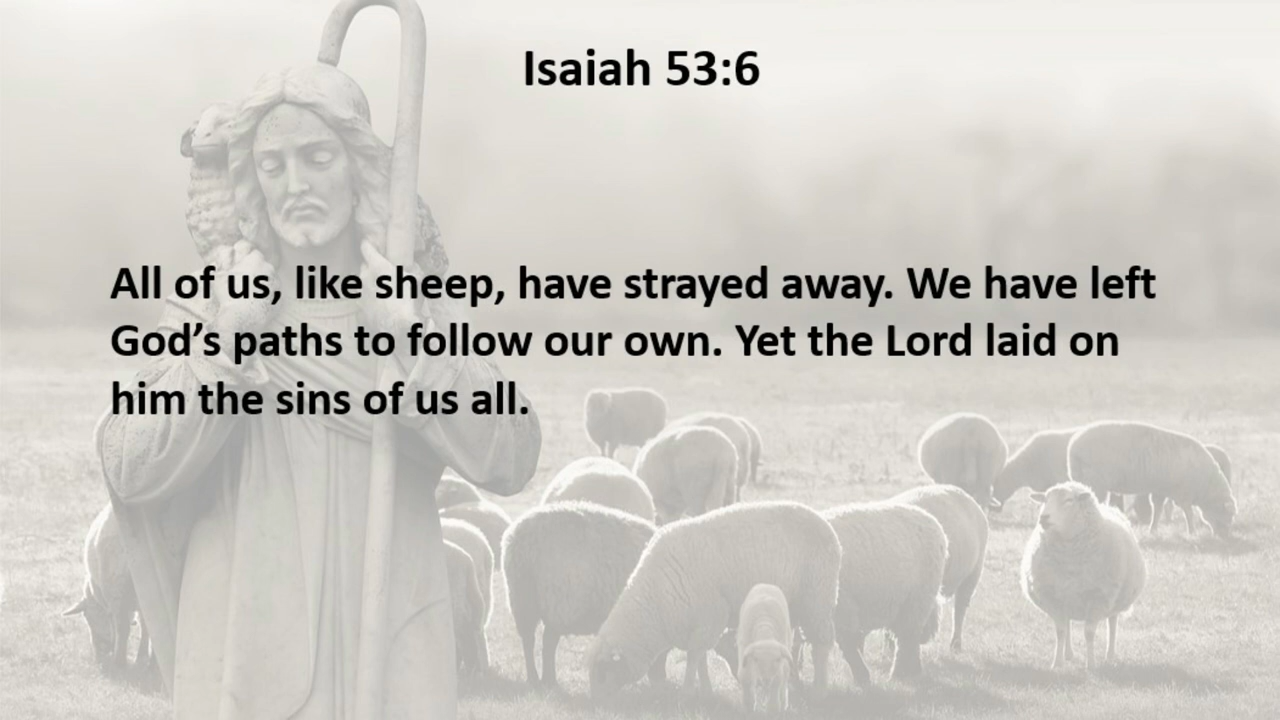 Isaiah 53:6
All of us, like sheep, have strayed away. We have left
God’s paths to follow our own. Yet the Lord laid on
him the sins of us all.